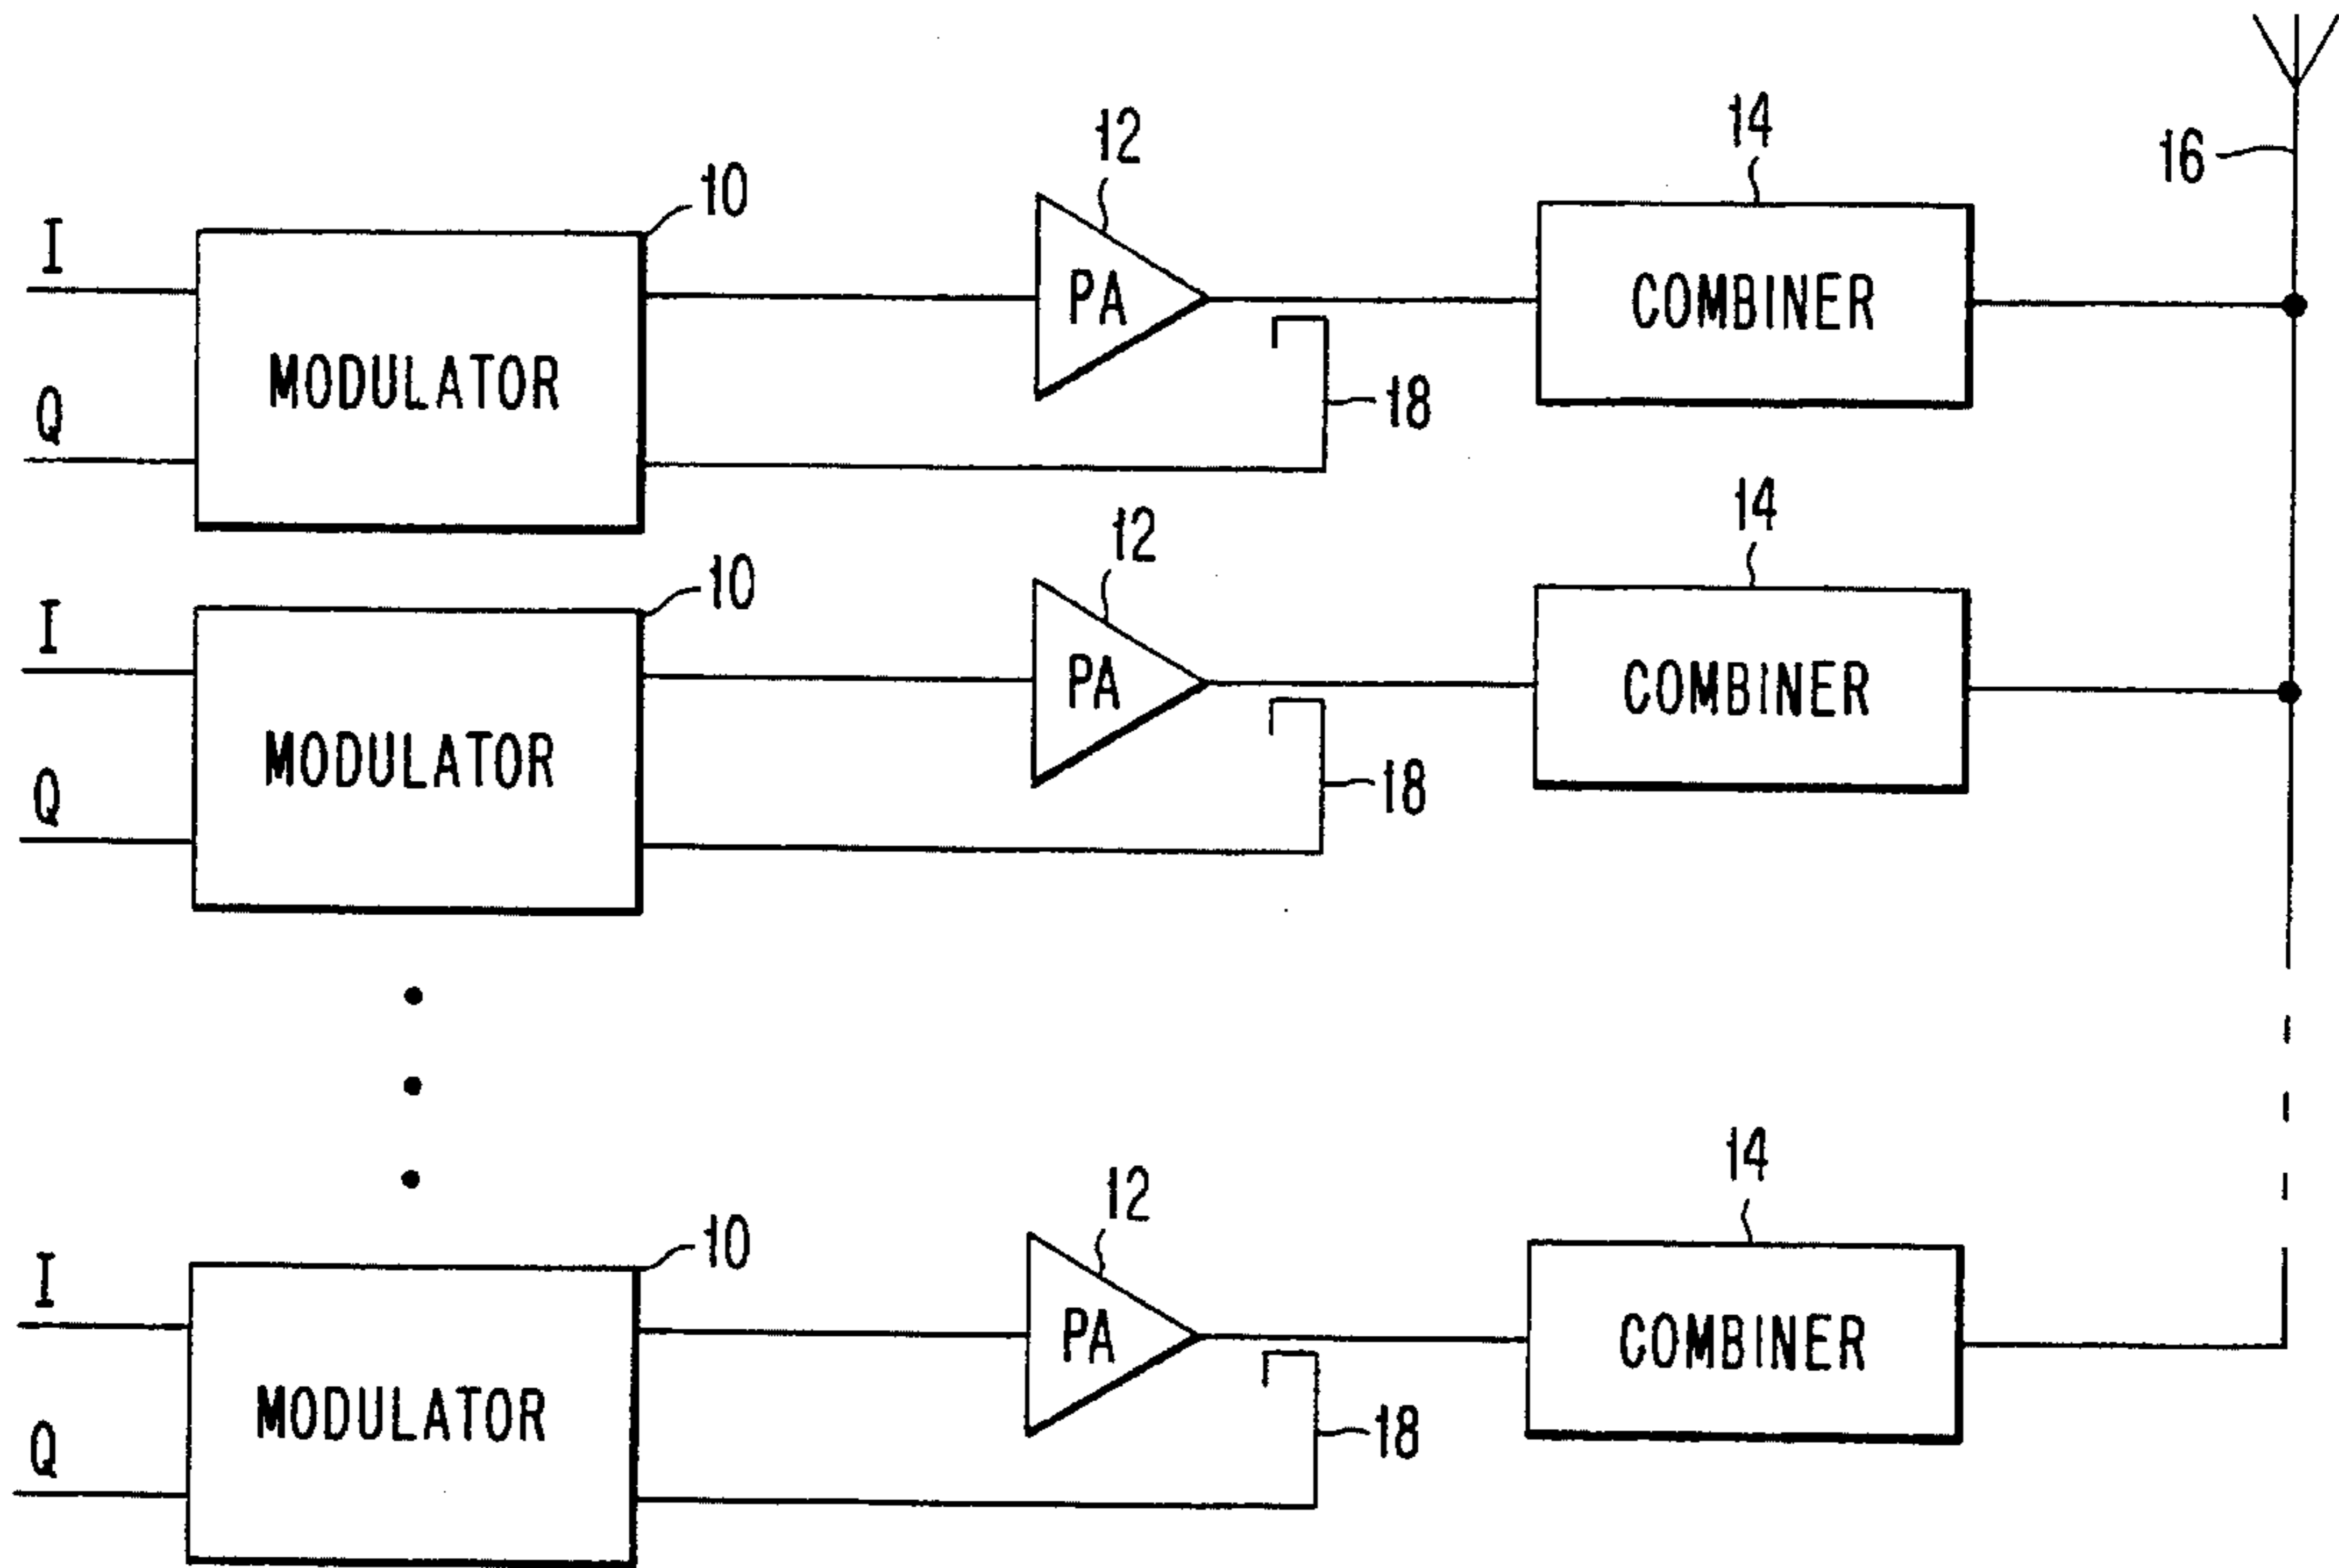 16
12
14
10
I
PA
COMBINER
MODULATOR
Q
18
14
12
10
I
PA
COMBINER
MODULATOR
Q
18
14
12
10
I
PA
COMBINER
MODULATOR
Q
18